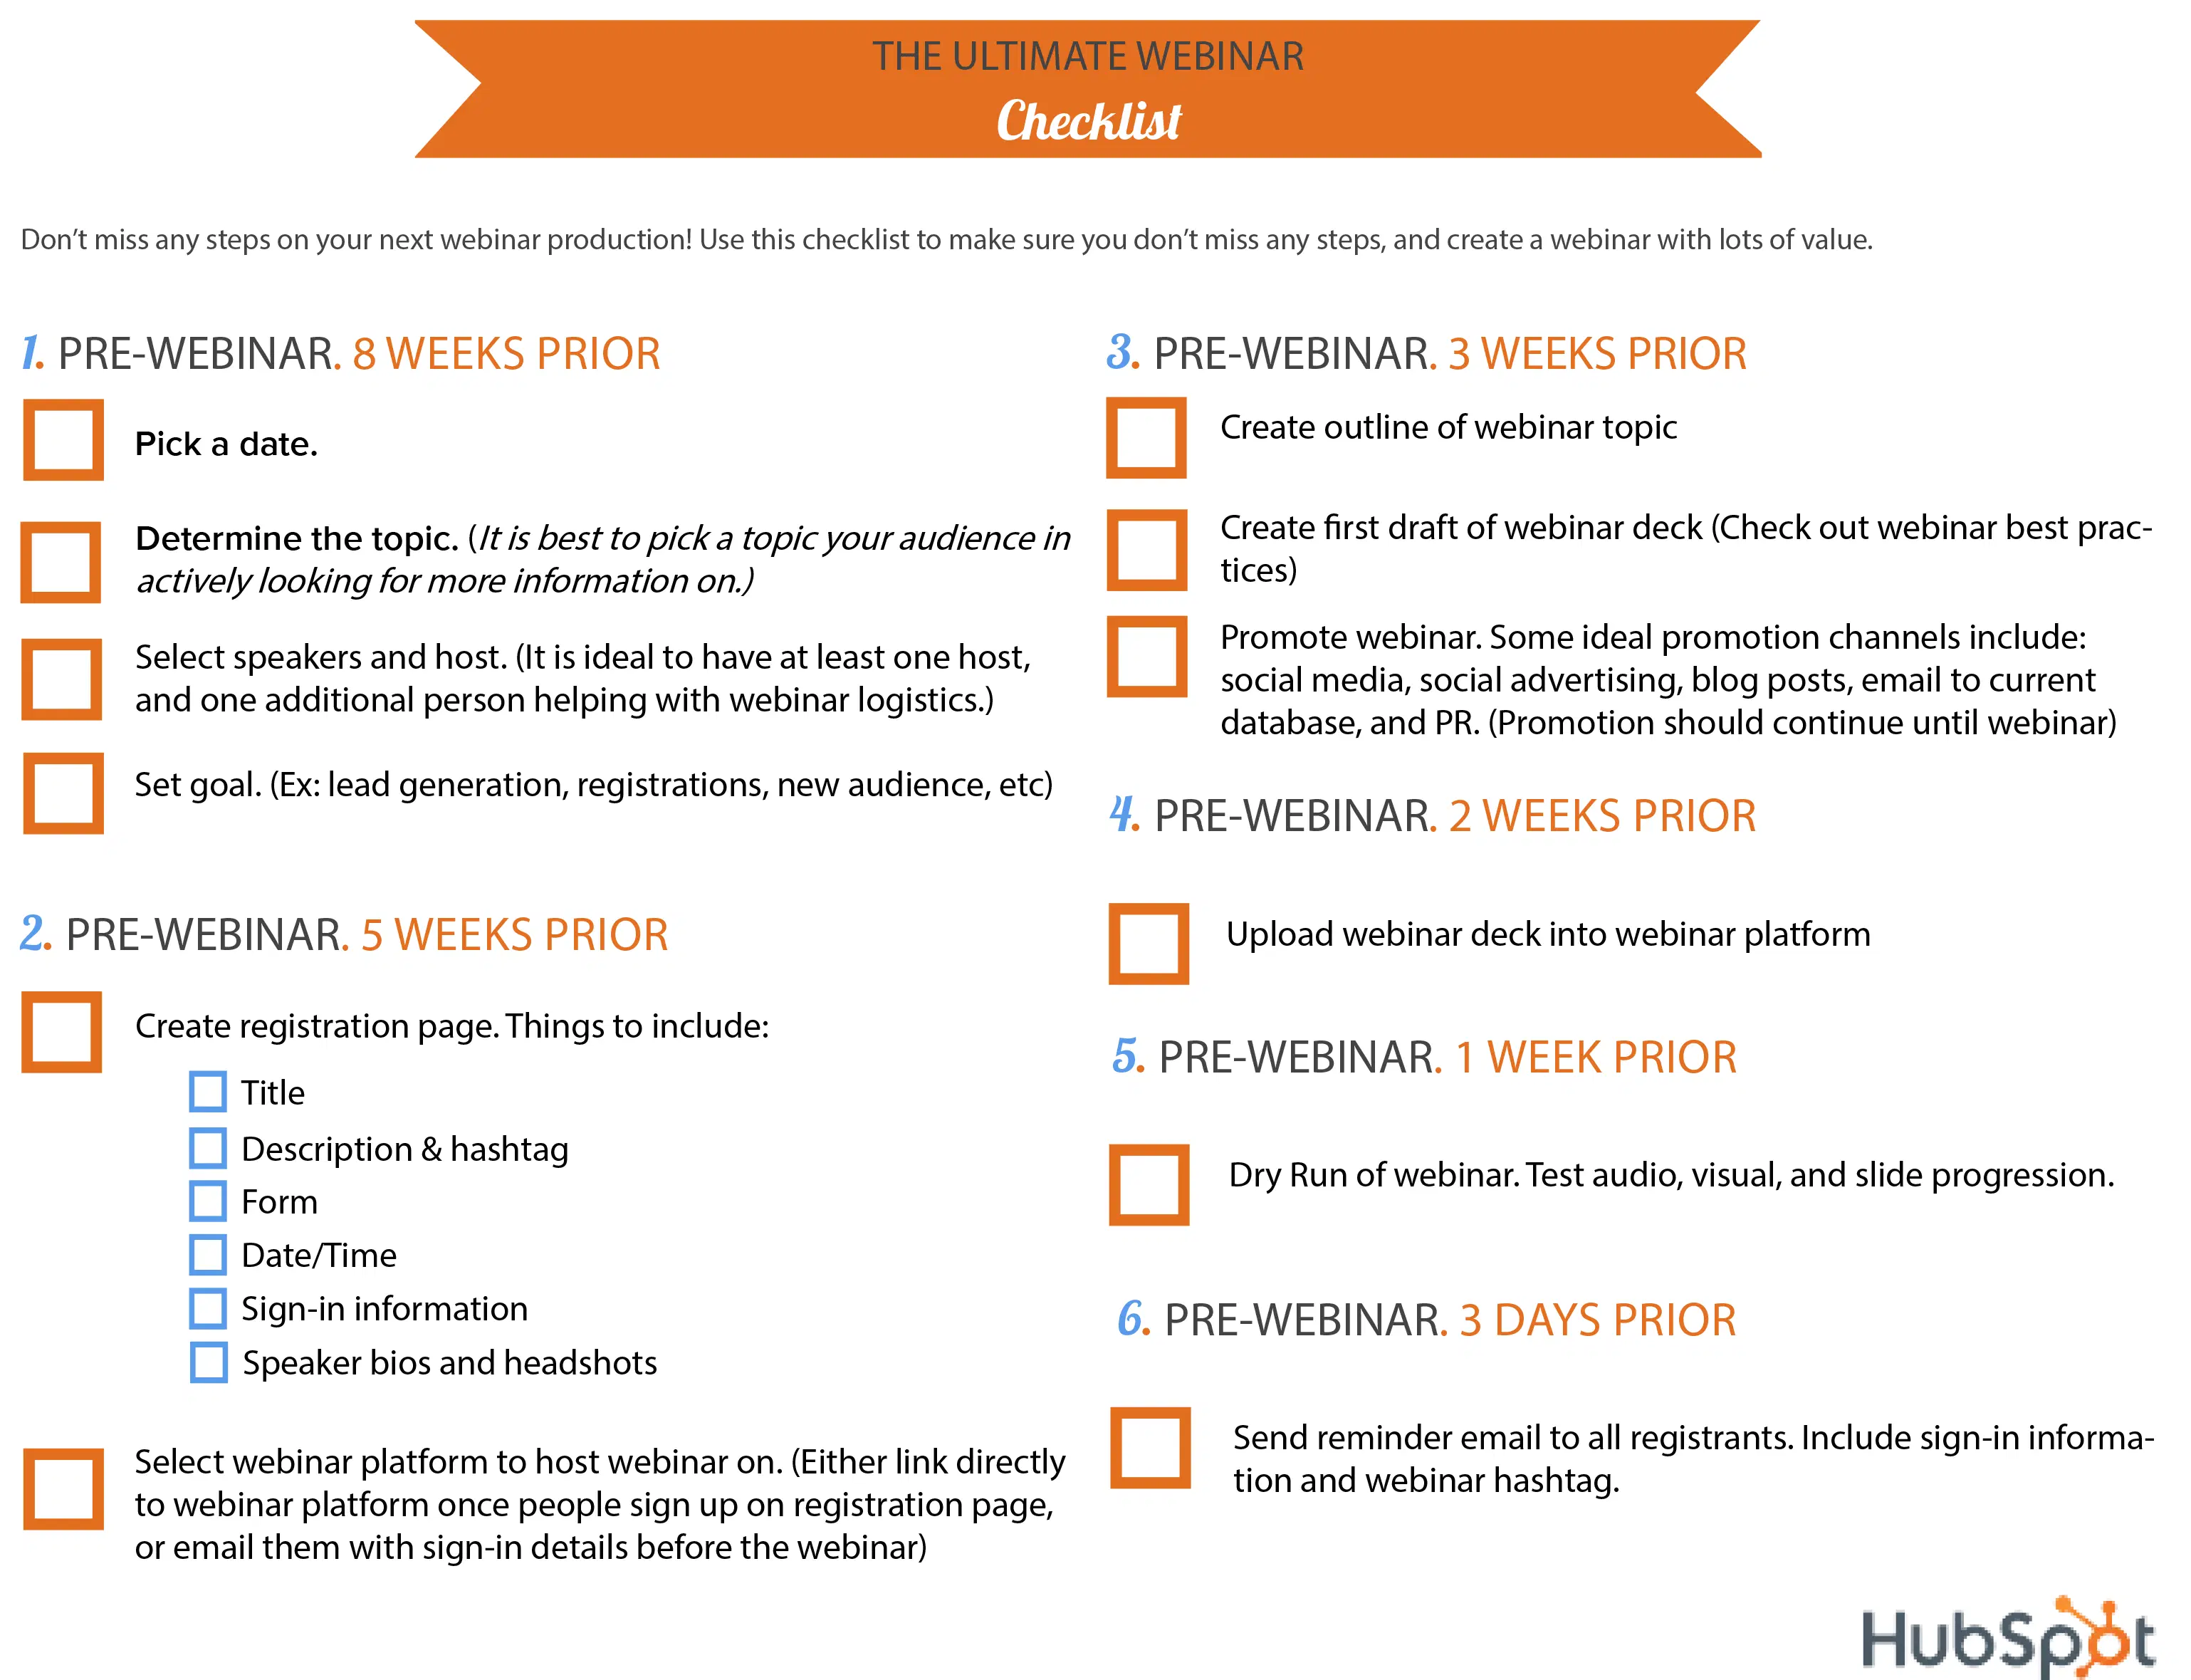 THE ULTIMATE WEBINAR
Checklist
Don’t miss any steps on your next webinar production! Use this checklist to make sure you don’t miss any steps, and create a webinar with lots of value.
1. PRE-WEBINAR. 8 WEEKS PRIOR
Pick a date.
Determine the topic. (It is best to pick a topic your audience in
actively looking for more information on.)
Select speakers and host. (It is ideal to have at least one host,
and one additional person helping with webinar logistics.)
Set goal. (Ex: lead generation, registrations, new audience, etc)
2. PRE-WEBINAR. 5 WEEKS PRIOR
Create registration page. Things to include:
Title
Description & hashtag
Form
Date/Time
Sign-in information
Speaker bios and headshots
Select webinar platform to host webinar on. (Either link directly
to webinar platform once people sign up on registration page,
or email them with sign-in details before the webinar)
3. PRE-WEBINAR. 3 WEEKS PRIOR
Create outline of webinar topic
Create first draft of webinar deck (Check out webinar best prac-
tices)
Promote webinar. Some ideal promotion channels include:
social media, social advertising, blog posts, email to current
database, and PR. (Promotion should continue until webinar)
4. PRE-WEBINAR. 2 WEEKS PRIOR
Upload webinar deck into webinar platform
5. PRE-WEBINAR. 1 WEEK PRIOR
Dry Run of webinar. Test audio, visual, and slide progression.
6. PRE-WEBINAR. 3 DAYS PRIOR
Send reminder email to all registrants. Include sign-in informa-
tion and webinar hashtag.
HubSpot